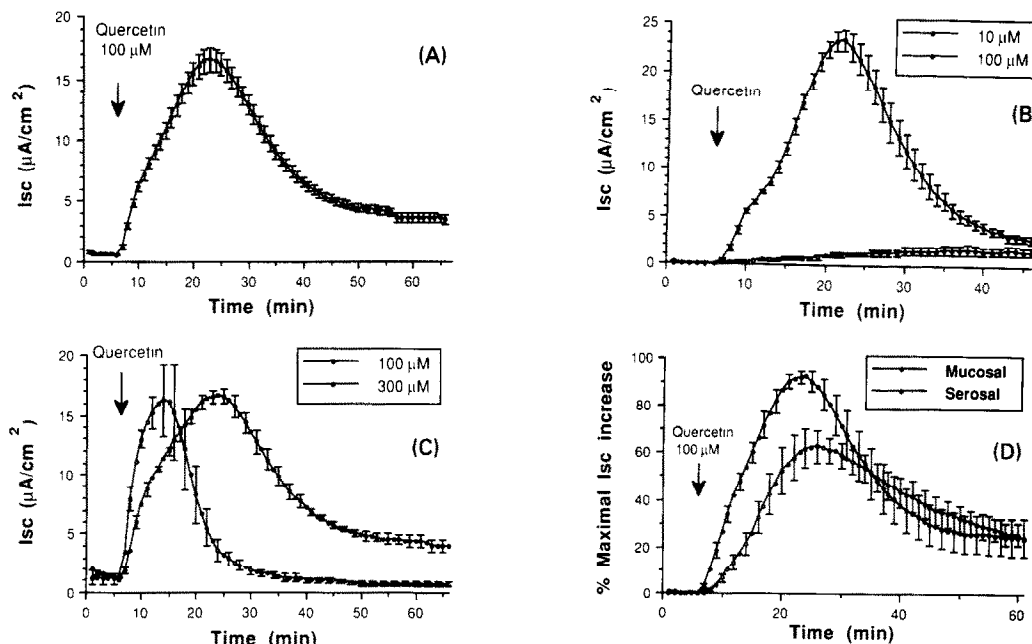 Quercetin
100 µM
(A)
20
15
10
5
0
Isc (µA/cm²)
0 10 20 30 40 50 60
Time (min)
10 µM
100 µM
Quercetin
(B
25
20
15
10
5
0
Isc (µA/cm²)
0 10 20 30 40
Time (min)
Quercetin
100 µM
300 µM
(C)
20
15
10
5
0
Isc (µA/cm²)
0 10 20 30 40 50 60
Time (min)
Mucosal
Serosal
Quercetin
100 µM
(D)
100
80
60
40
20
0
% Maximal Isc increase
0 20 40 60
Time (min)